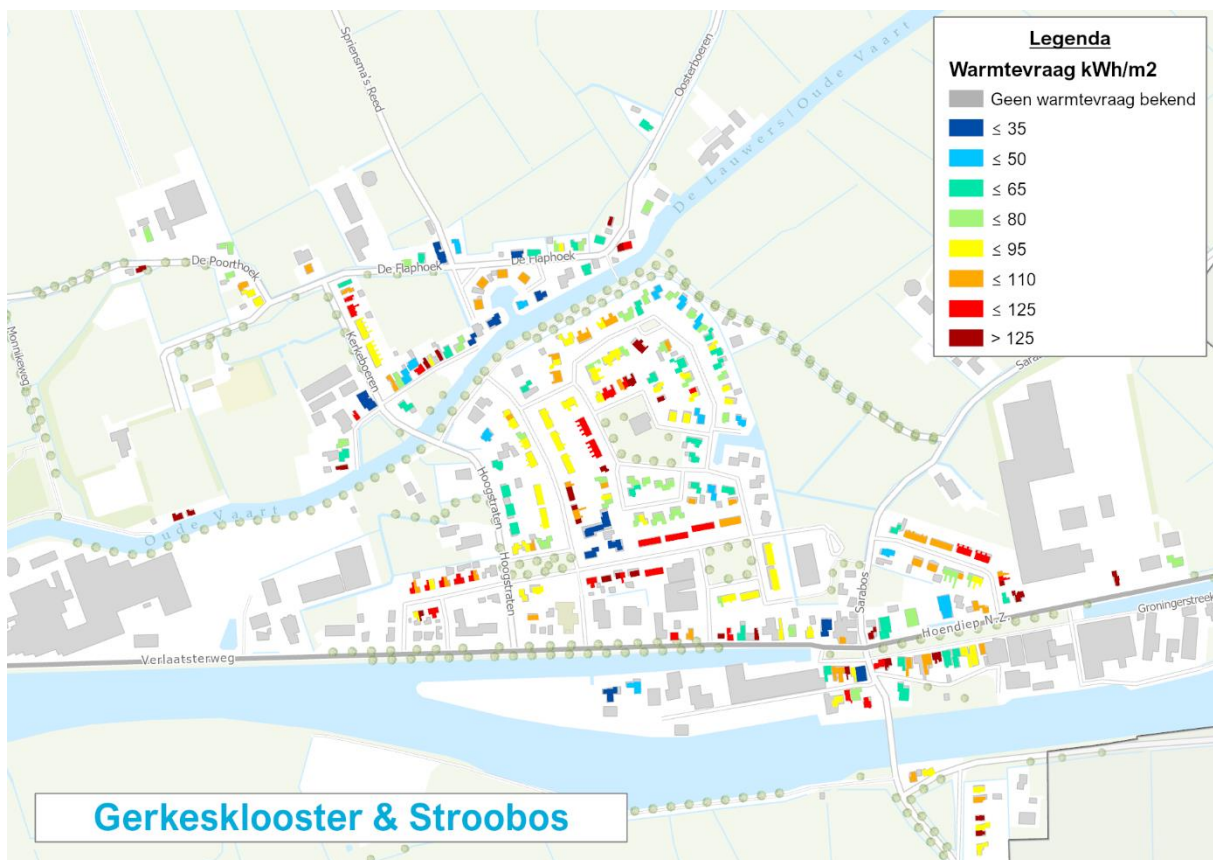 Legenda
Warmtevraag kWh/m2
Geen warmtevraag bekend
≤ 35
≤ 50
≤ 65
≤ 80
≤ 95
≤ 110
≤ 125
> 125
Spriensma's Reed
Oosterboeren
De Lauwers|Oude Vaart
De Poorthoek
De Flaphoek
De Flaphoek
Monnikeweg
Kerkeboeren
Sarabos
Hoogstraten
Oude Vaart
Hoogstraten
Sarabos
Groningerstreek
Hoendiep N.Z.
Verlaatsterweg
Gerkesklooster & Stroobos